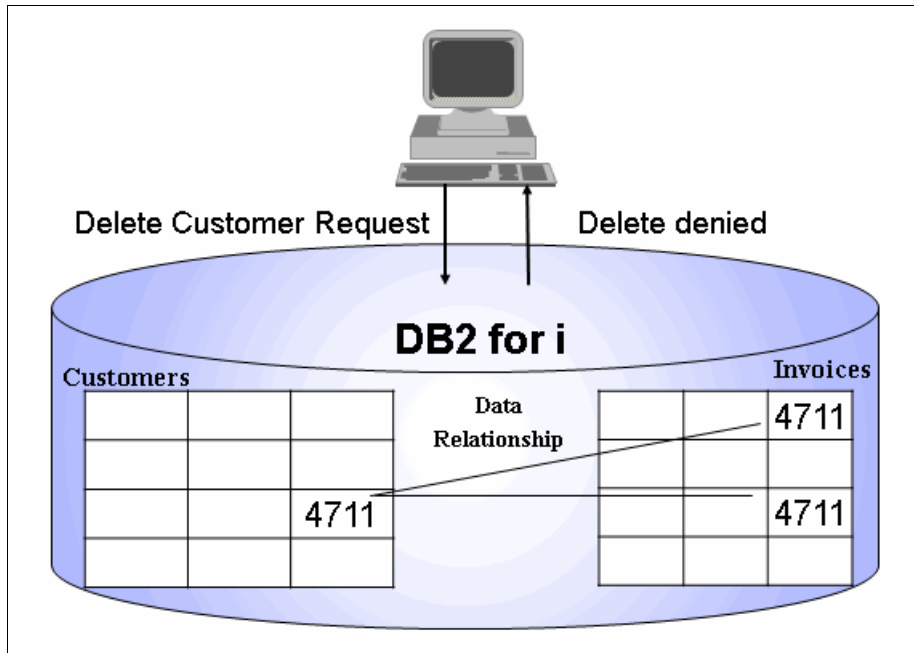 Delete Customer Request
Delete denied
DB2 for i
Customers
Invoices
Data
Relationship
4711
4711
4711